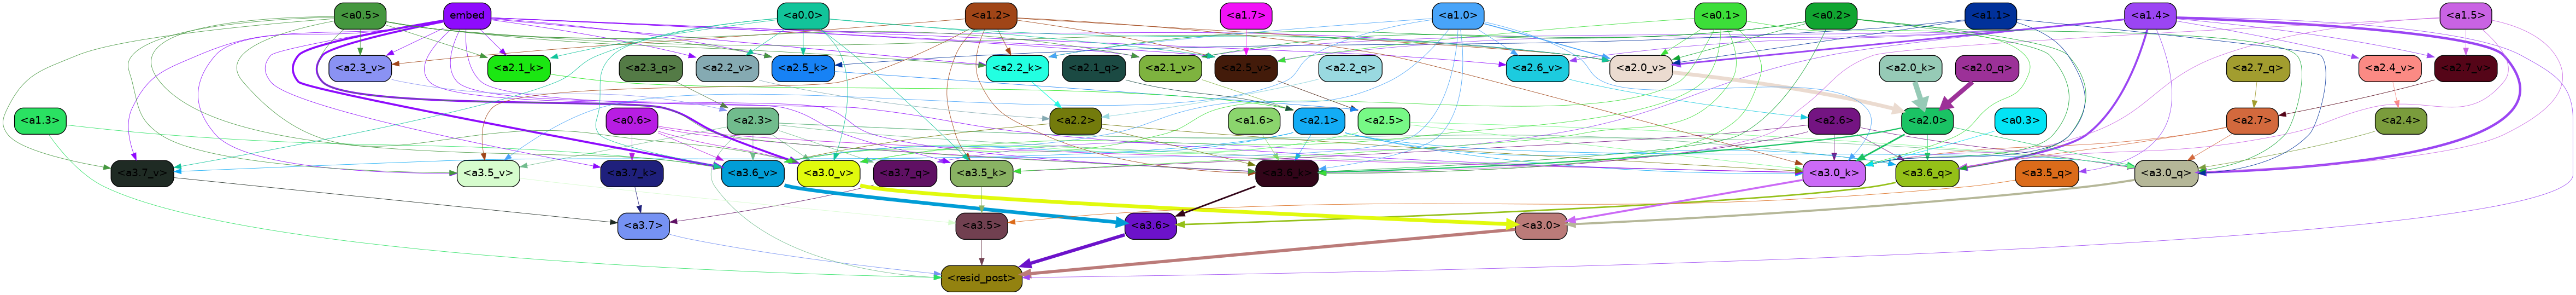 <a0.5> embed <a0.0> <a1.2> <a1.7> <a1.0> <a0.1> <a0.2> <a1.1> <a1.4> <a1.5>
<a2.3_v> <a2.1_k> <a2.3_q> <a2.2_v> <a2.5_k> <a2.2_k> <a2.1_q> <a2.1_v> <a2.5_v> <a2.2_q> <a2.6_v> <a2.0_v> <a2.0_k> <a2.0_q> <a2.7_q> <a2.4_v> <a2.7_v>
<a1.3> <a0.6> <a2.3> <a2.2> <a1.6> <a2.1> <a2.5> <a2.6> <a2.0> <a0.3> <a2.7> <a2.4>
<a3.7_v> <a3.5_v> <a3.7_k> <a3.6_v> <a3.0_v> <a3.7_q> <a3.5_k> <a3.6_k> <a3.0_k> <a3.6_q> <a3.5_q> <a3.0_q>
<a3.7> <a3.5> <a3.6> <a3.0>
<resid_post>